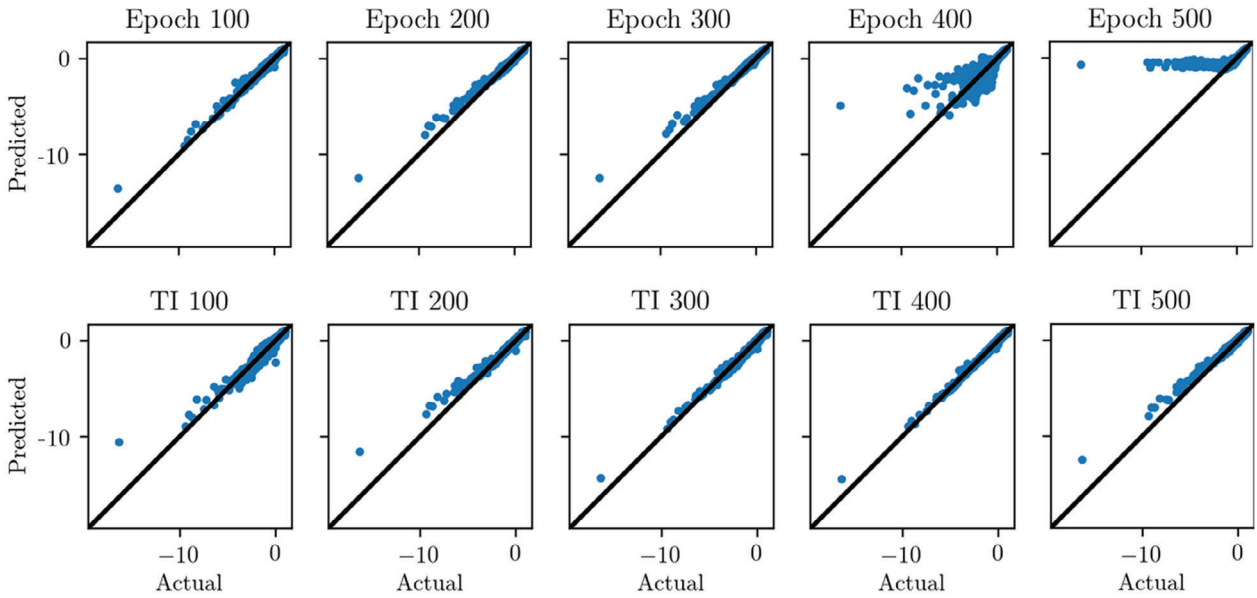 Epoch 100 Epoch 200 Epoch 300 Epoch 400 Epoch 500
0
Predicted
-10
TI 100 TI 200 TI 300 TI 400 TI 500
0
Predicted
-10
−10 0 −10 0 −10 0 −10 0 −10 0
Actual Actual Actual Actual Actual